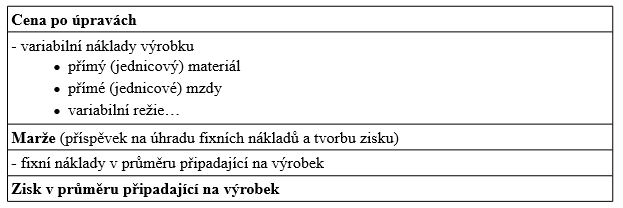 Cena po úpravách
- variabilní náklady výrobku
• přímý (jednicový) materiál
• přímé (jednicové) mzdy
• variabilní režie…
Marže (příspěvek na úhradu fixních nákladů a tvorbu zisku)
- fixní náklady v průměru připadající na výrobek
Zisk v průměru připadající na výrobek